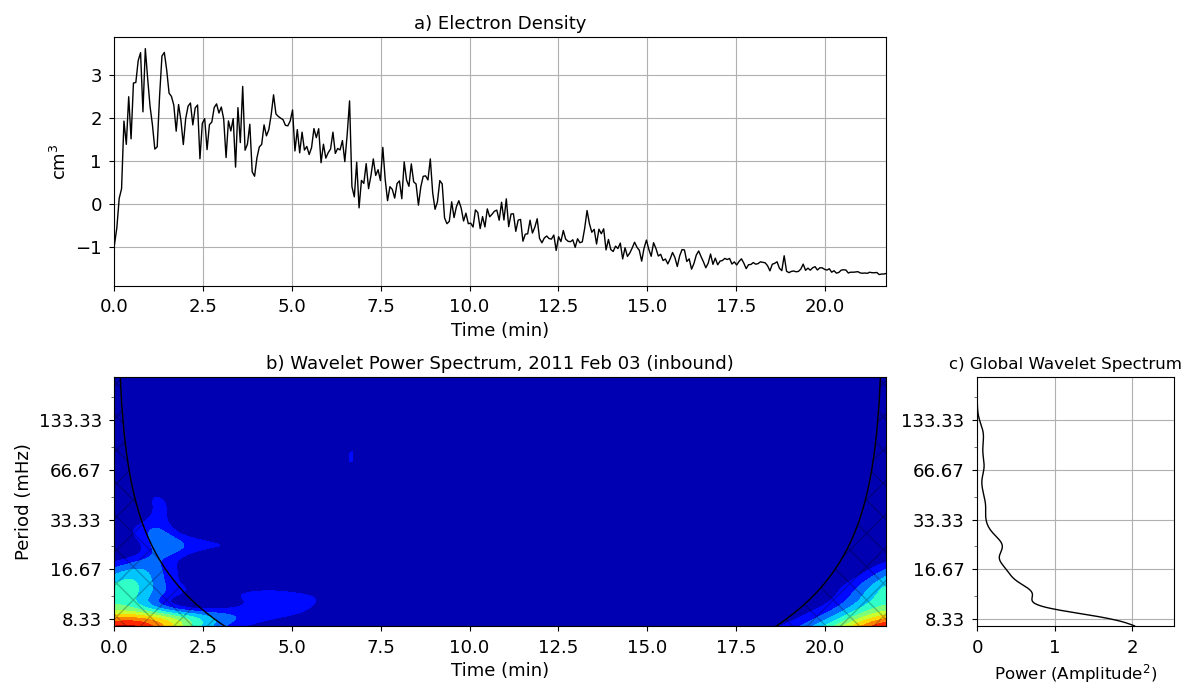 a) Electron Density
cm³
3
2
1
0
−1
0.0 2.5 5.0 7.5 10.0 12.5 15.0 17.5 20.0
Time (min)
b) Wavelet Power Spectrum, 2011 Feb 03 (inbound)
Period (mHz)
133.33
66.67
33.33
16.67
8.33
0.0 2.5 5.0 7.5 10.0 12.5 15.0 17.5 20.0
Time (min)
c) Global Wavelet Spectrum
133.33
66.67
33.33
16.67
8.33
0 1 2
Power (Amplitude²)